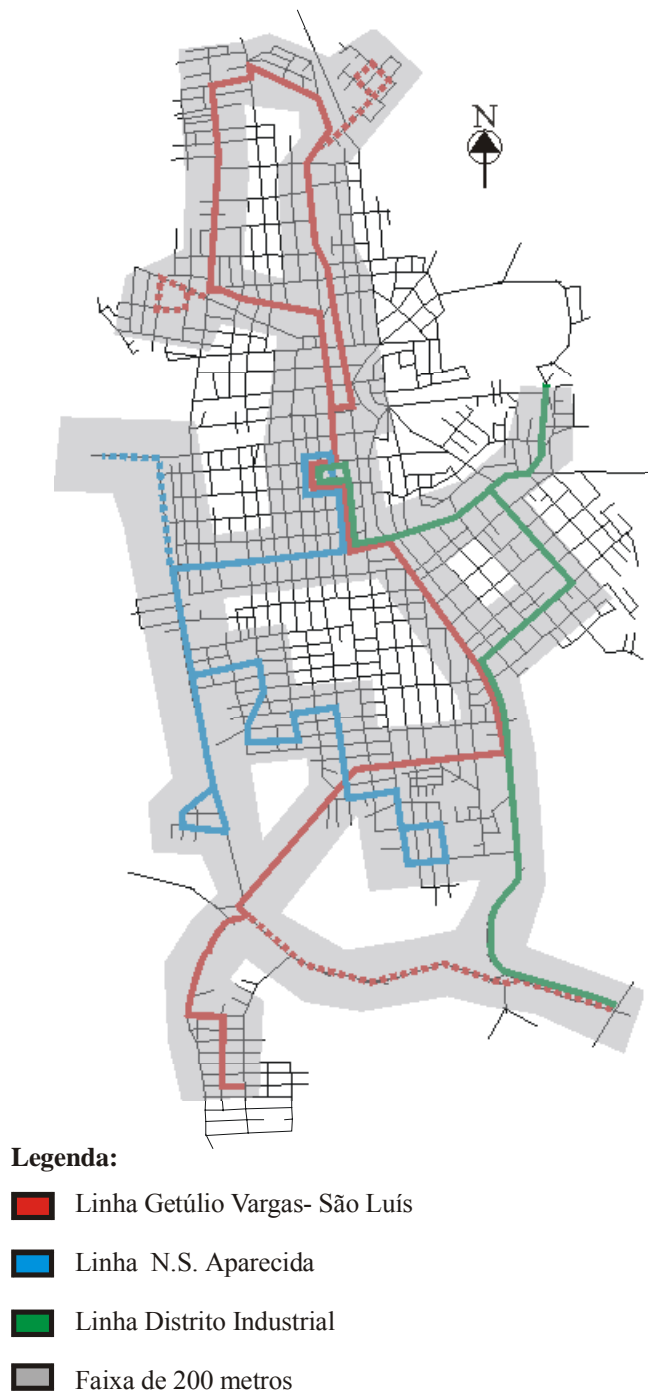 N
Legenda:
Linha Getúlio Vargas- São Luís
Linha N.S. Aparecida
Linha Distrito Industrial
Faixa de 200 metros